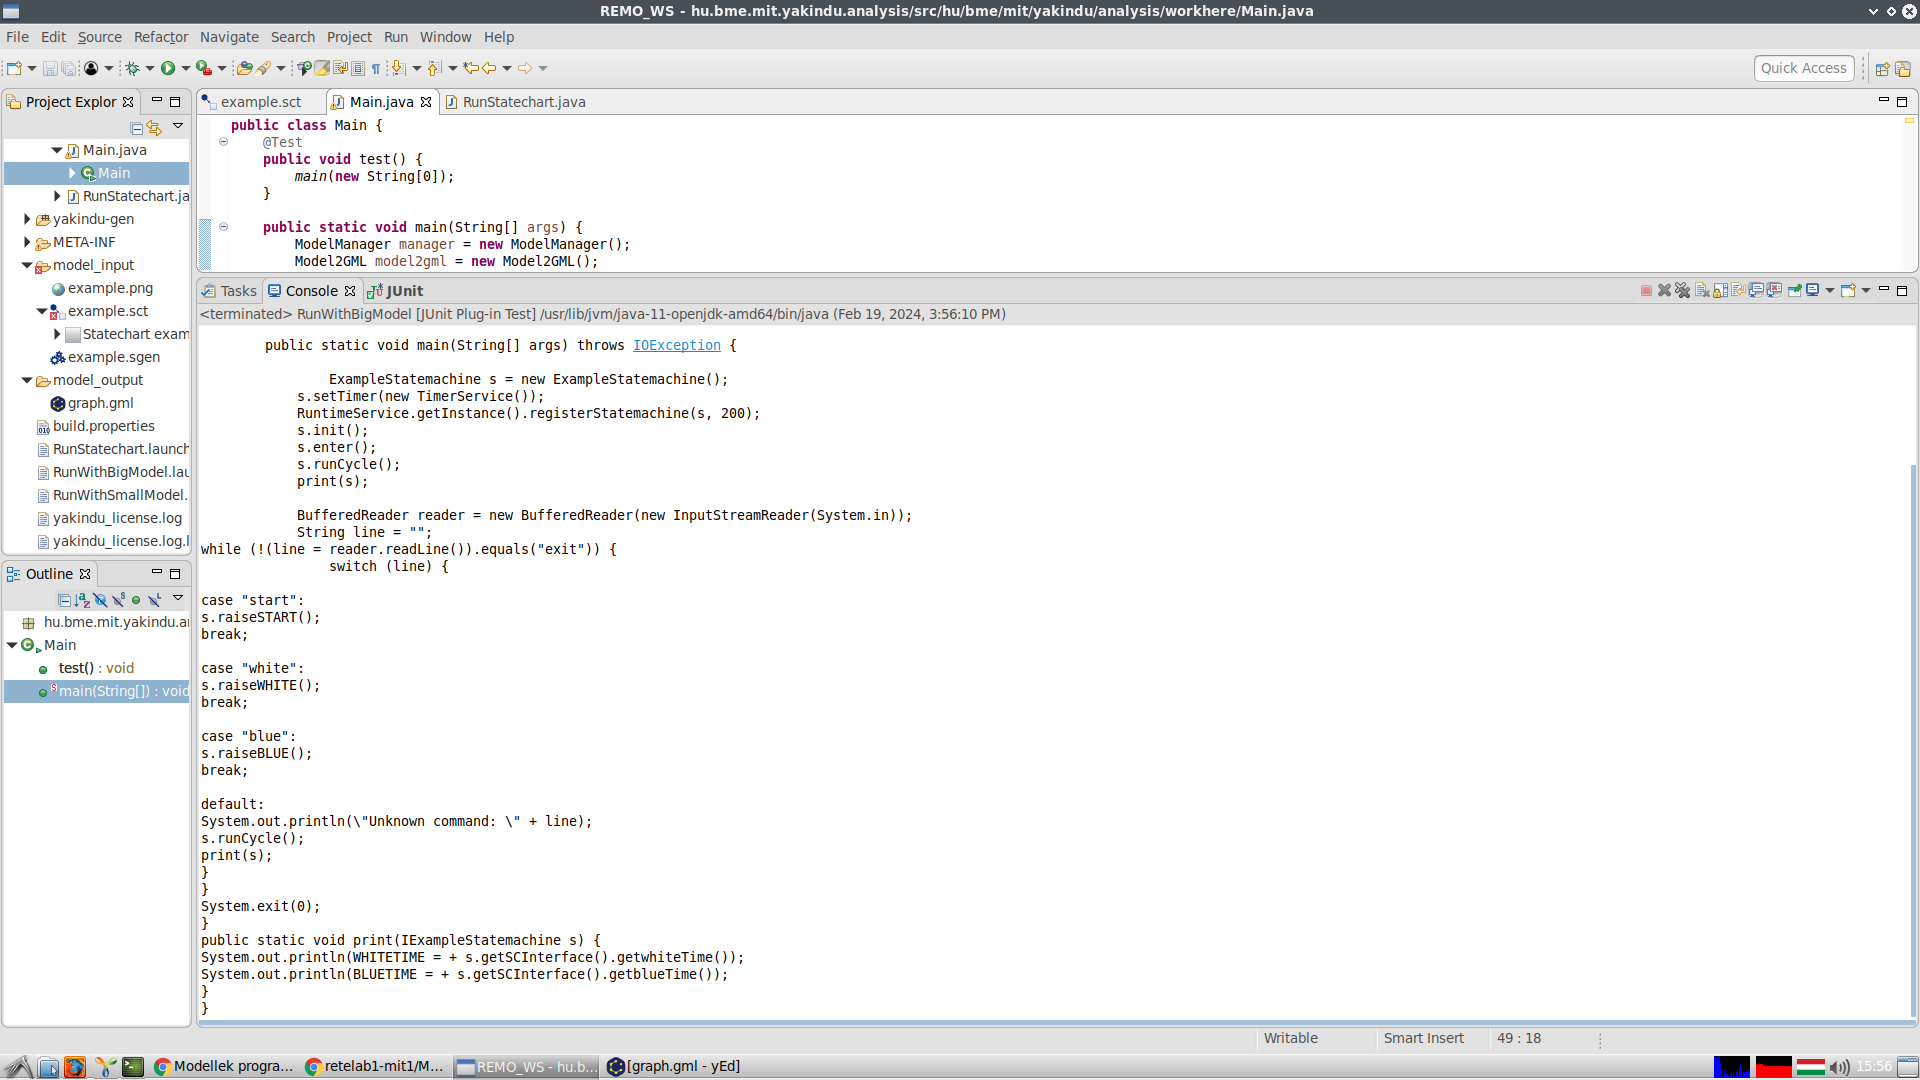 REMO_WS - hu.bme.mit.yakindu.analysis/src/hu/bme/mit/yakindu/analysis/workhere/Main.java
File Edit Source Refactor Navigate Search Project Run Window Help
Quick Access
Project Explor
Main.java
Main
RunStatechart.ja
yakindu-gen
META-INF
model_input
example.png
example.sct
Statechart exam
example.sgen
model_output
graph.gml
build.properties
RunStatechart.launch
RunWithBigModel.lau
RunWithSmallModel.
yakindu_license.log
yakindu_license.log.l
Outline
hu.bme.mit.yakindu.a
Main
test() : void
main(String[]) : void
example.sct Main.java RunStatechart.java
public class Main {
@Test
public void test() {
main(new String[0]);
}
public static void main(String[] args) {
ModelManager manager = new ModelManager();
Model2GML model2gml = new Model2GML();
Tasks Console JUnit
<terminated> RunWithBigModel [JUnit Plug-in Test] /usr/lib/jvm/java-11-openjdk-amd64/bin/java (Feb 19, 2024, 3:56:10 PM)
public static void main(String[] args) throws IOException {
ExampleStatemachine s = new ExampleStatemachine();
s.setTimer(new TimerService());
RuntimeService.getInstance().registerStatemachine(s, 200);
s.init();
s.enter();
s.runCycle();
print(s);
BufferedReader reader = new BufferedReader(new InputStreamReader(System.in));
String line = "";
while (!(line = reader.readLine()).equals("exit")) {
switch (line) {
case "start":
s.raiseSTART();
break;
case "white":
s.raiseWHITE();
break;
case "blue":
s.raiseBLUE();
break;
default:
System.out.println(\"Unknown command: \" + line);
s.runCycle();
print(s);
}
}
System.exit(0);
}
public static void print(IExampleStatemachine s) {
System.out.println(WHITETIME = + s.getSCInterface().getwhiteTime());
System.out.println(BLUETIME = + s.getSCInterface().getblueTime());
}
}
Writable Smart Insert 49 : 18
Modellek progra... retelab1-mit1/M... REMO_WS - hu.b... [graph.gml - yEd] 15:56